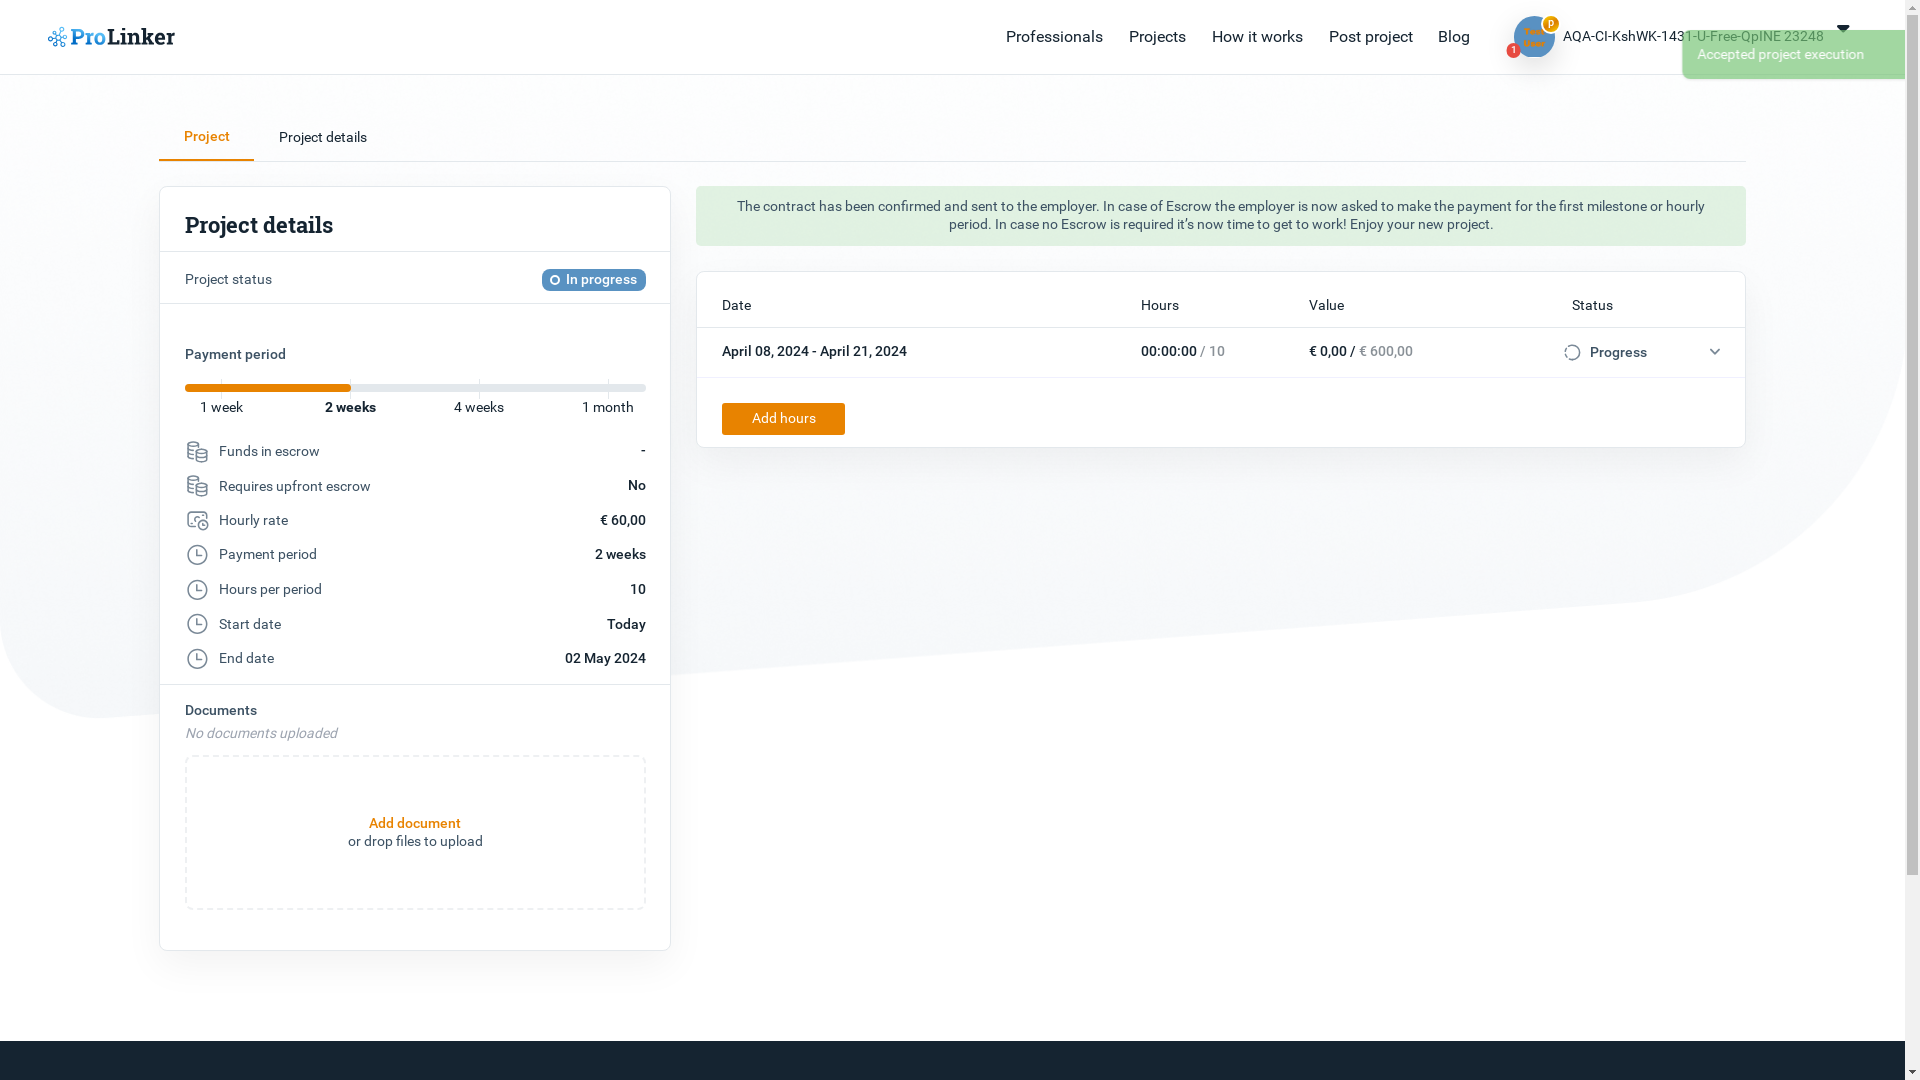 ProLinker
Professionals
Projects
How it works
Post project
Blog
p
1
AQA-CI-KshWK-1431-U-Free-QpINE 23248
Accepted project execution
Project
Project details
Project details
Project status
In progress
Payment period
1 week
2 weeks
4 weeks
1 month
Funds in escrow
-
Requires upfront escrow
No
Hourly rate
€ 60,00
Payment period
2 weeks
Hours per period
10
Start date
Today
End date
02 May 2024
Documents
No documents uploaded
Add document
or drop files to upload
The contract has been confirmed and sent to the employer. In case of Escrow the employer is now asked to make the payment for the first milestone or hourly
period. In case no Escrow is required it’s now time to get to work! Enjoy your new project.
Date
Hours
Value
Status
April 08, 2024 - April 21, 2024
00:00:00 / 10
€ 0,00 / € 600,00
Progress
Add hours